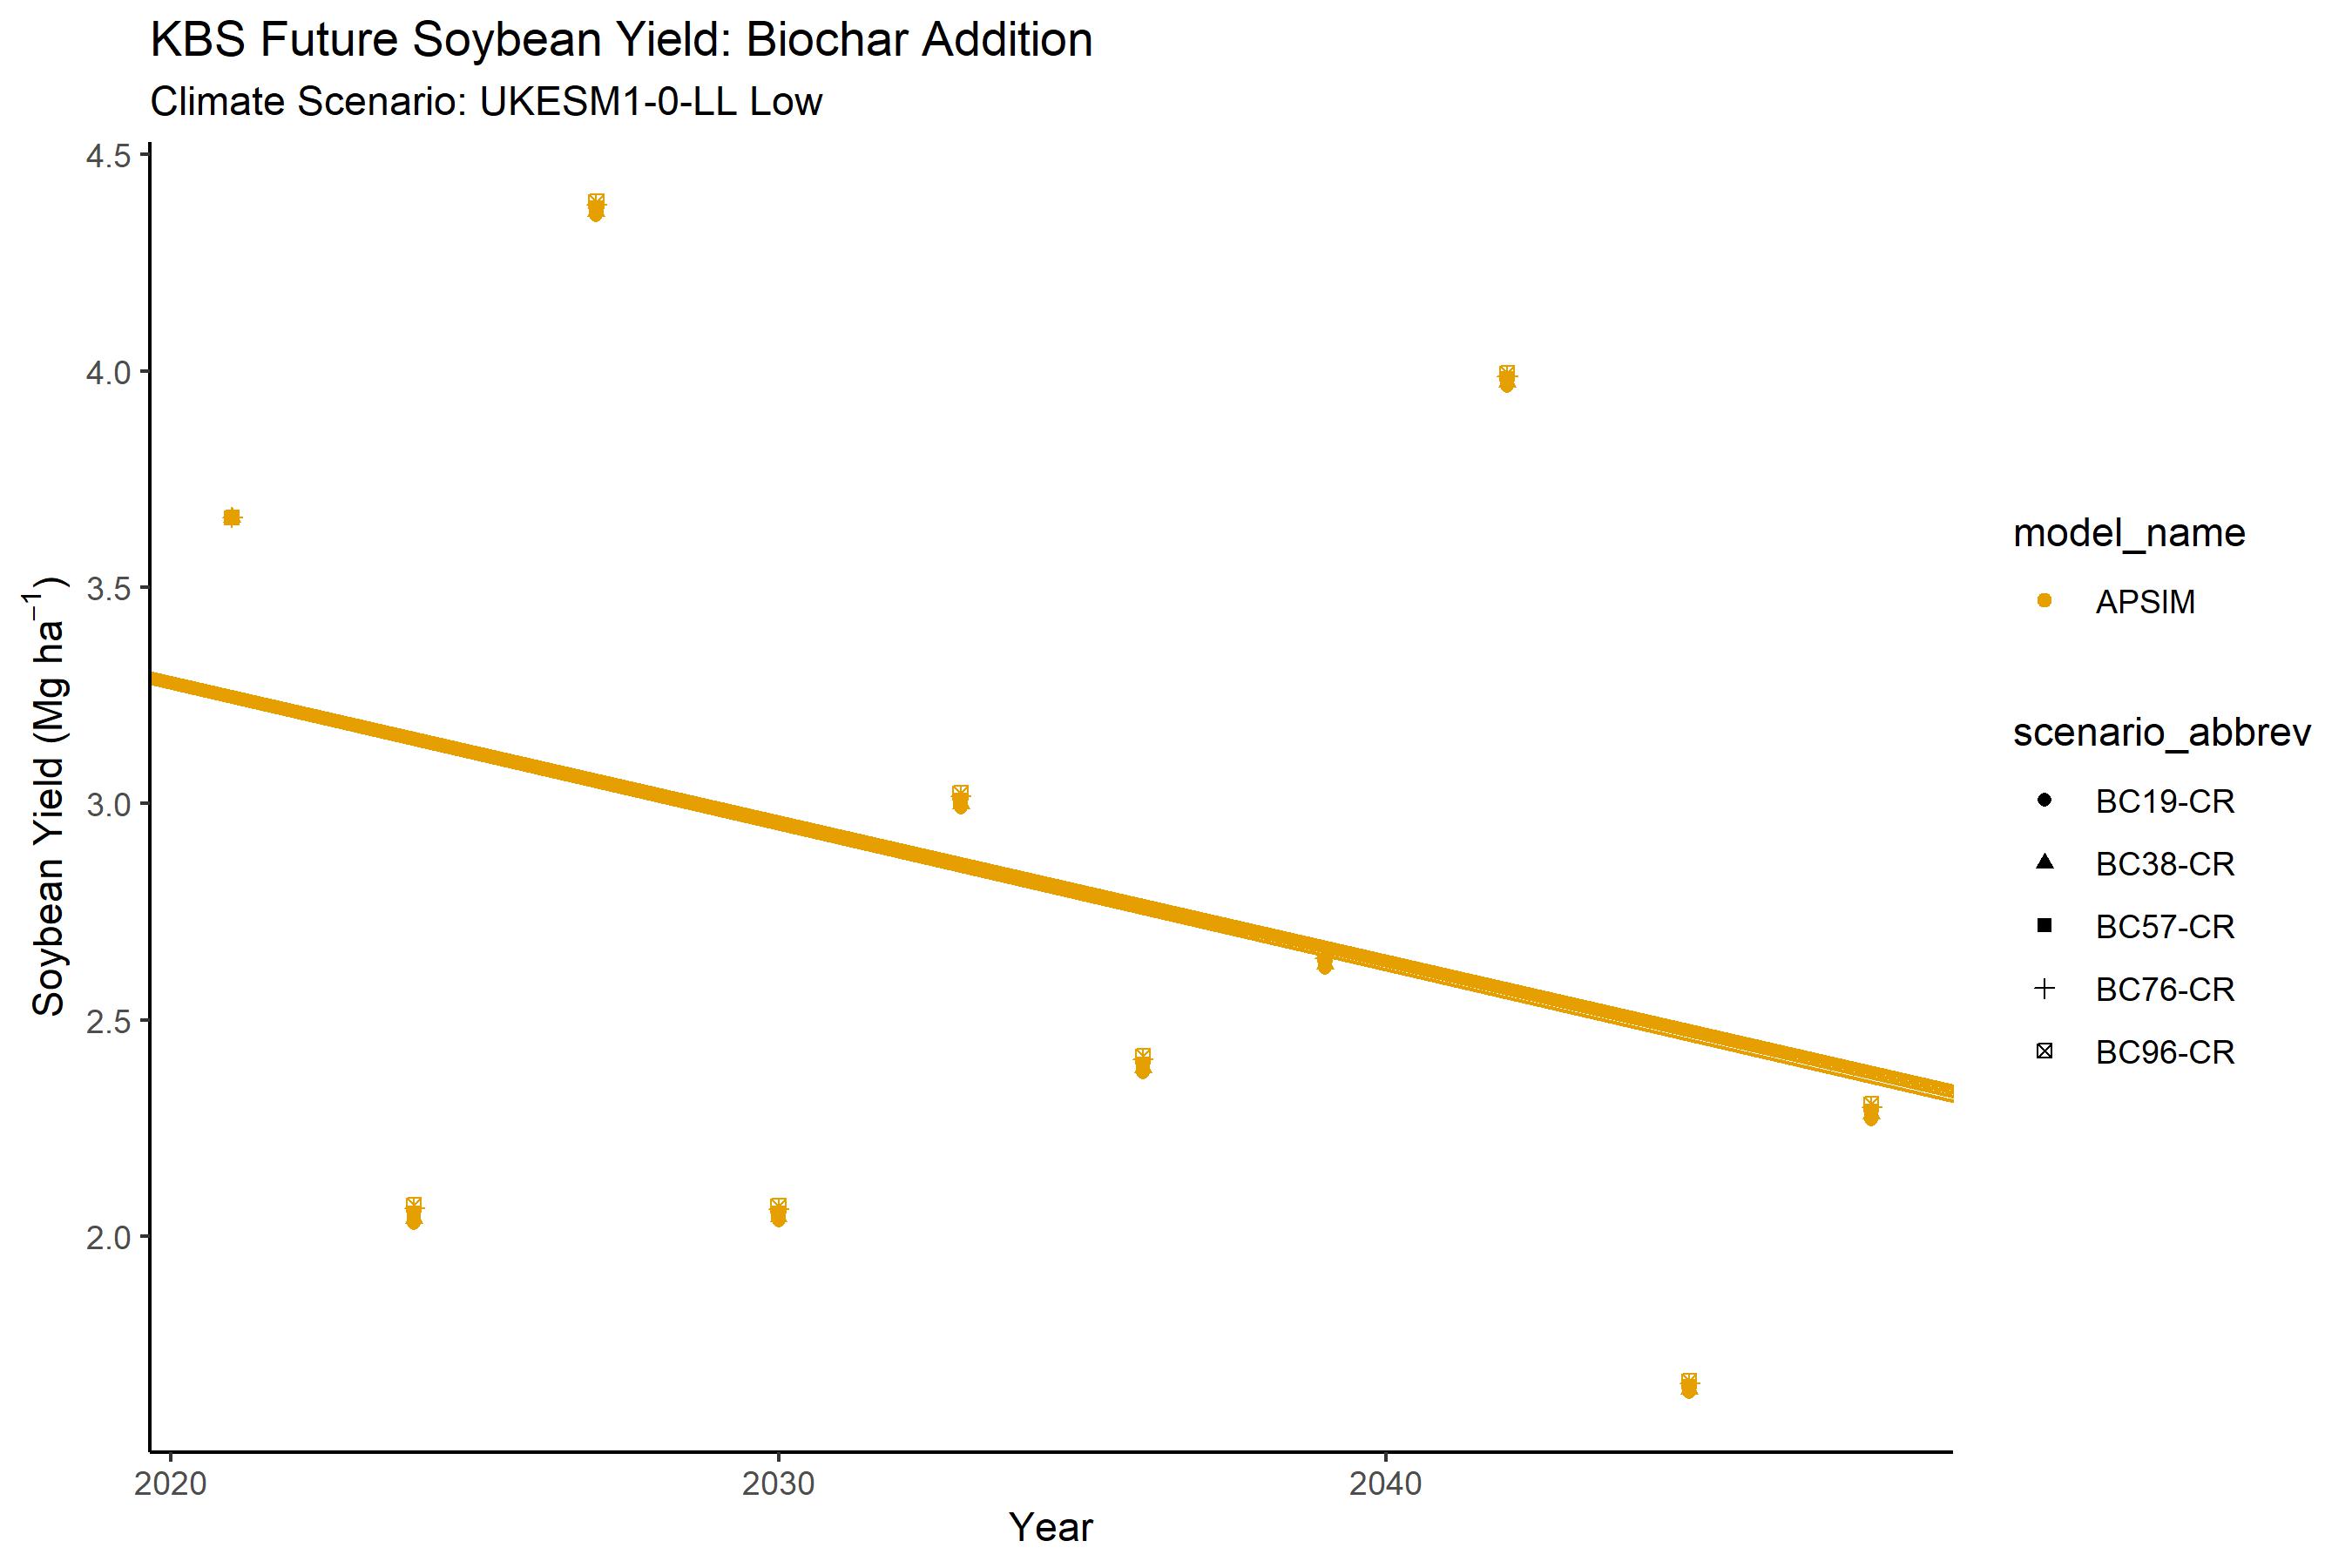 KBS Future Soybean Yield: Biochar Addition
Climate Scenario: UKESM1-0-LL Low
Soybean Yield (Mg ha⁻¹)
4.5
4.0
3.5
3.0
2.5
2.0
2020
2030
2040
Year
model_name
APSIM
scenario_abbrev
BC19-CR
BC38-CR
BC57-CR
BC76-CR
BC96-CR